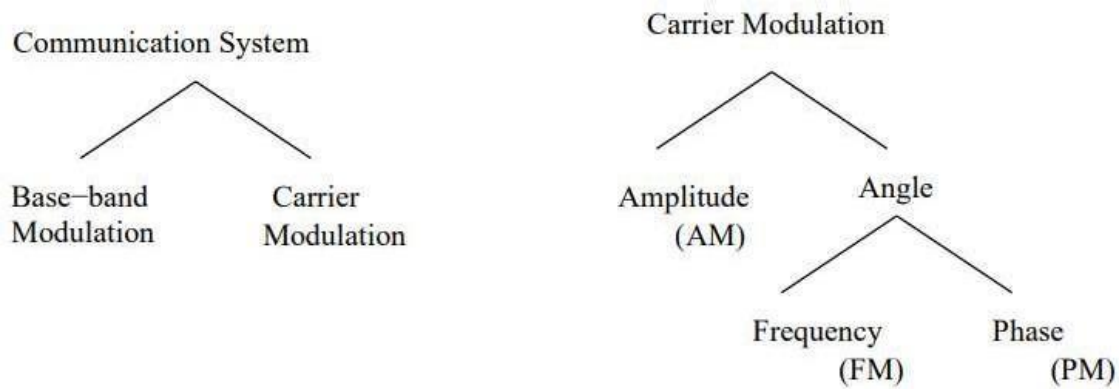 Communication System
Base−band
Modulation
Carrier
Modulation
Carrier Modulation
Amplitude
(AM)
Angle
Frequency
(FM)
Phase
(PM)